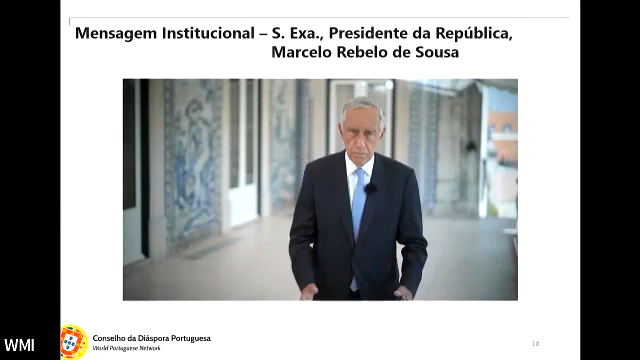 Mensagem Institucional – S. Exa., Presidente da República,
Marcelo Rebelo de Sousa
Conselho da Diáspora Portuguesa
World Portuguese Network
18
WMI